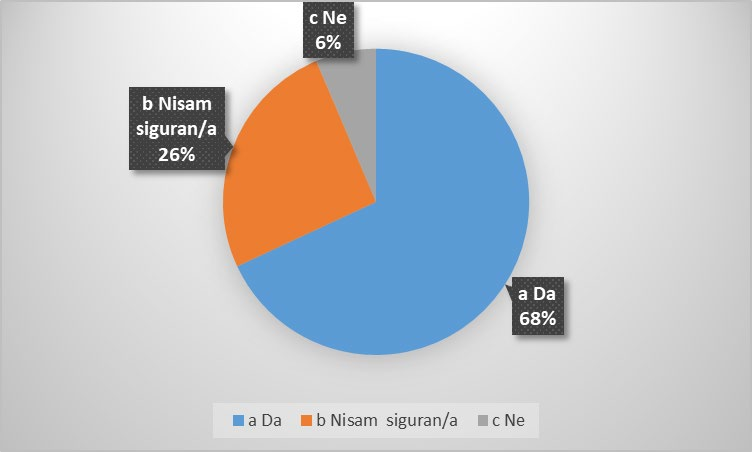 c Ne
6%
b Nisam
siguran/a
26%
a Da
68%
a Da b Nisam siguran/a c Ne